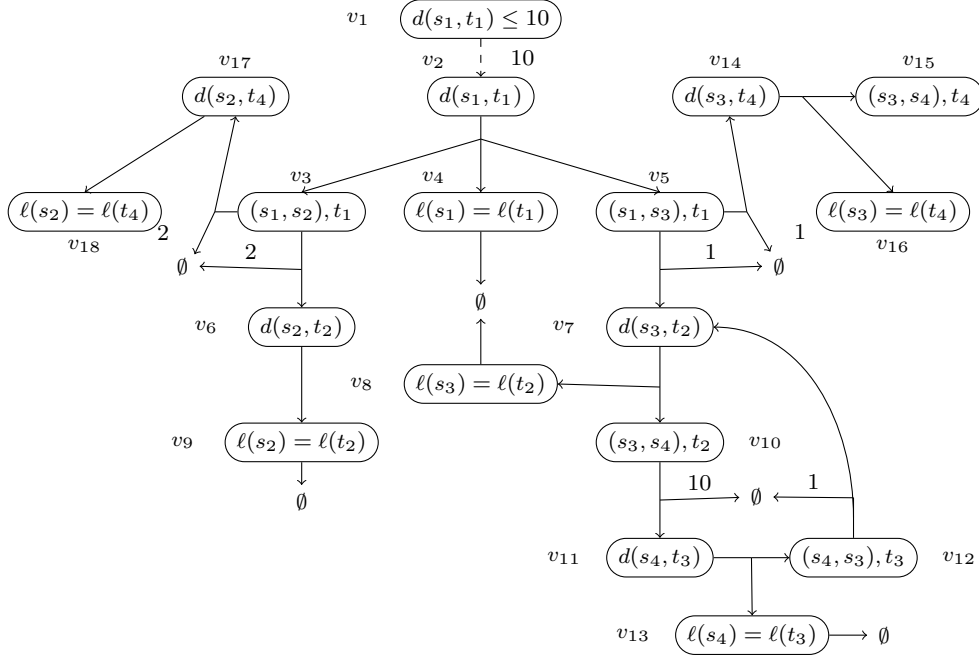 v1 d(s1, t1) ≤ 10
10
v17 v2 v14 v15
d(s2, t4) d(s1, t1) d(s3, t4) (s3, s4), t4
v3 v4 v5
ℓ(s2) = ℓ(t4) (s1, s2), t1 ℓ(s1) = ℓ(t1) (s1, s3), t1 ℓ(s3) = ℓ(t4)
v18 2 1 v16
∅ 2 1 ∅
∅
v6 d(s2, t2) v7 d(s3, t2)
v8 ℓ(s3) = ℓ(t2)
v9 ℓ(s2) = ℓ(t2) (s3, s4), t2 v10
∅ 10 ∅ 1
v11 d(s4, t3) (s4, s3), t3 v12
v13 ℓ(s4) = ℓ(t3) ∅